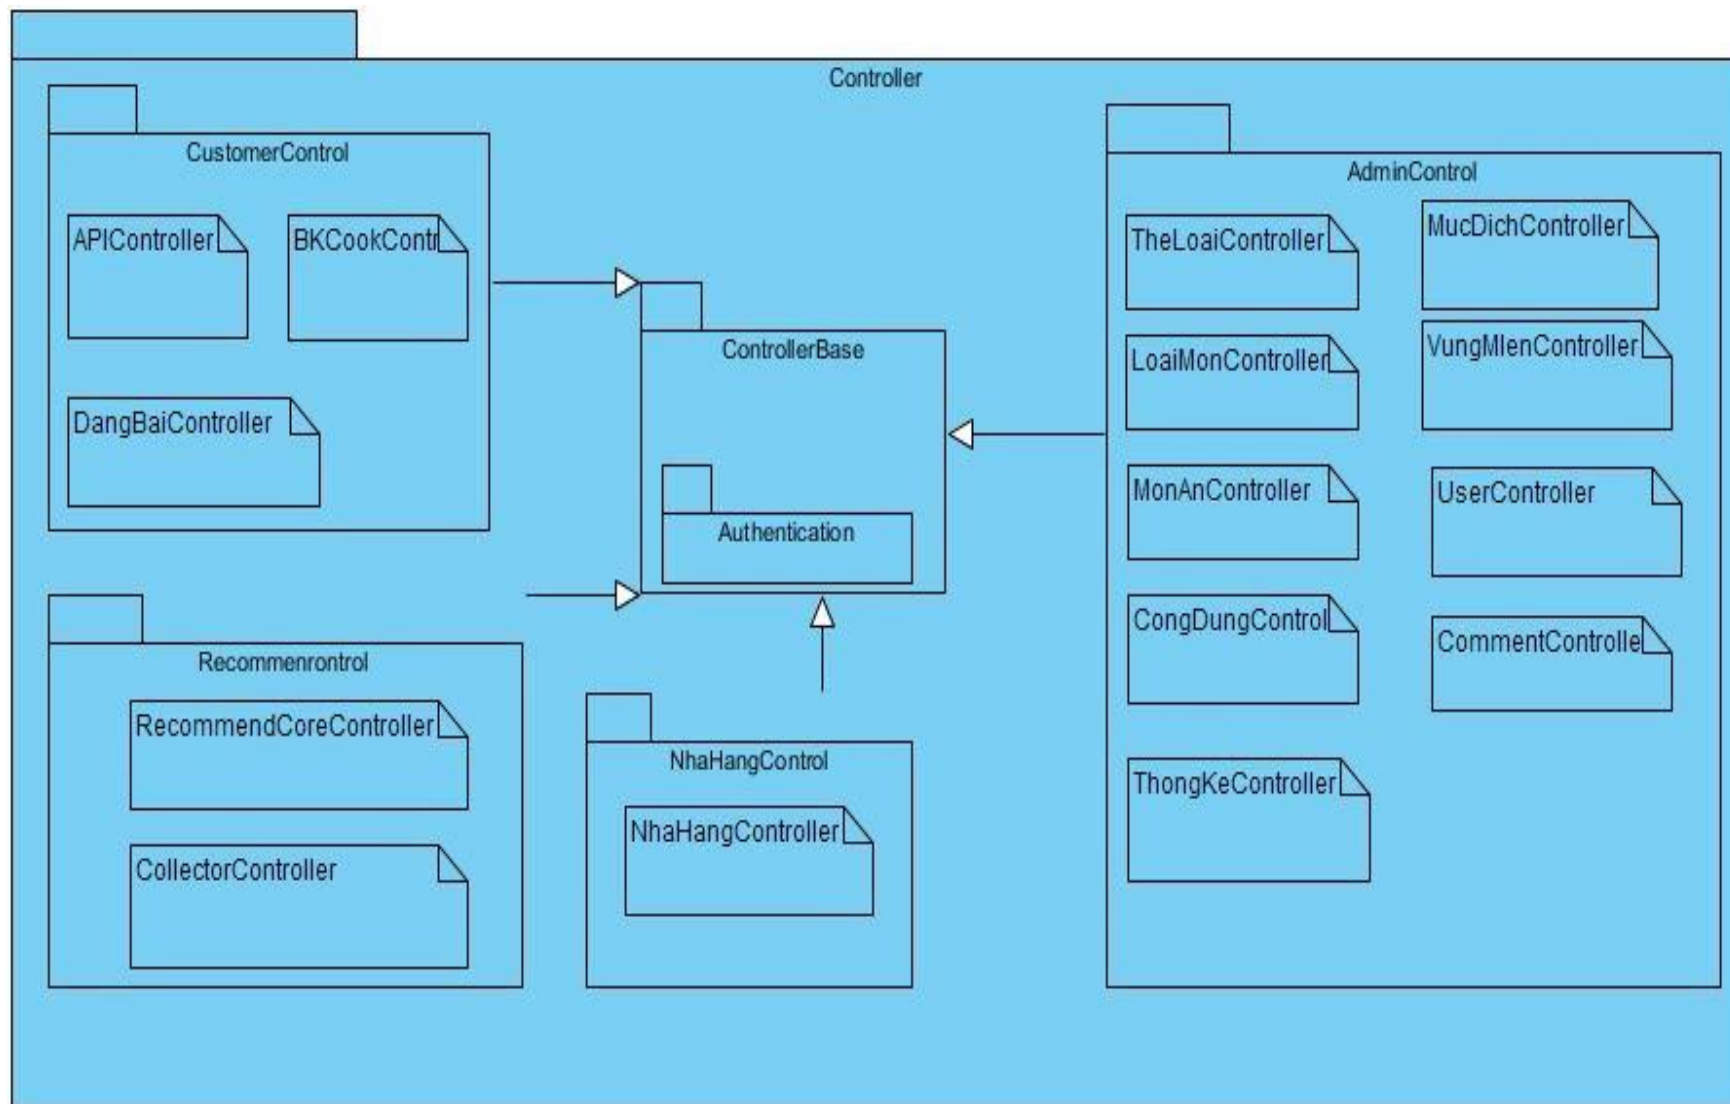 Controller
CustomerControl
APIController
BKCookContr
DangBaiController
ControllerBase
Authentication
AdminControl
TheLoaiController
MucDichController
LoaiMonController
VungMIenController
MonAnController
UserController
CongDungControl
CommentControlle
ThongKeController
Recommenrontrol
RecommendCoreController
CollectorController
NhaHangControl
NhaHangController